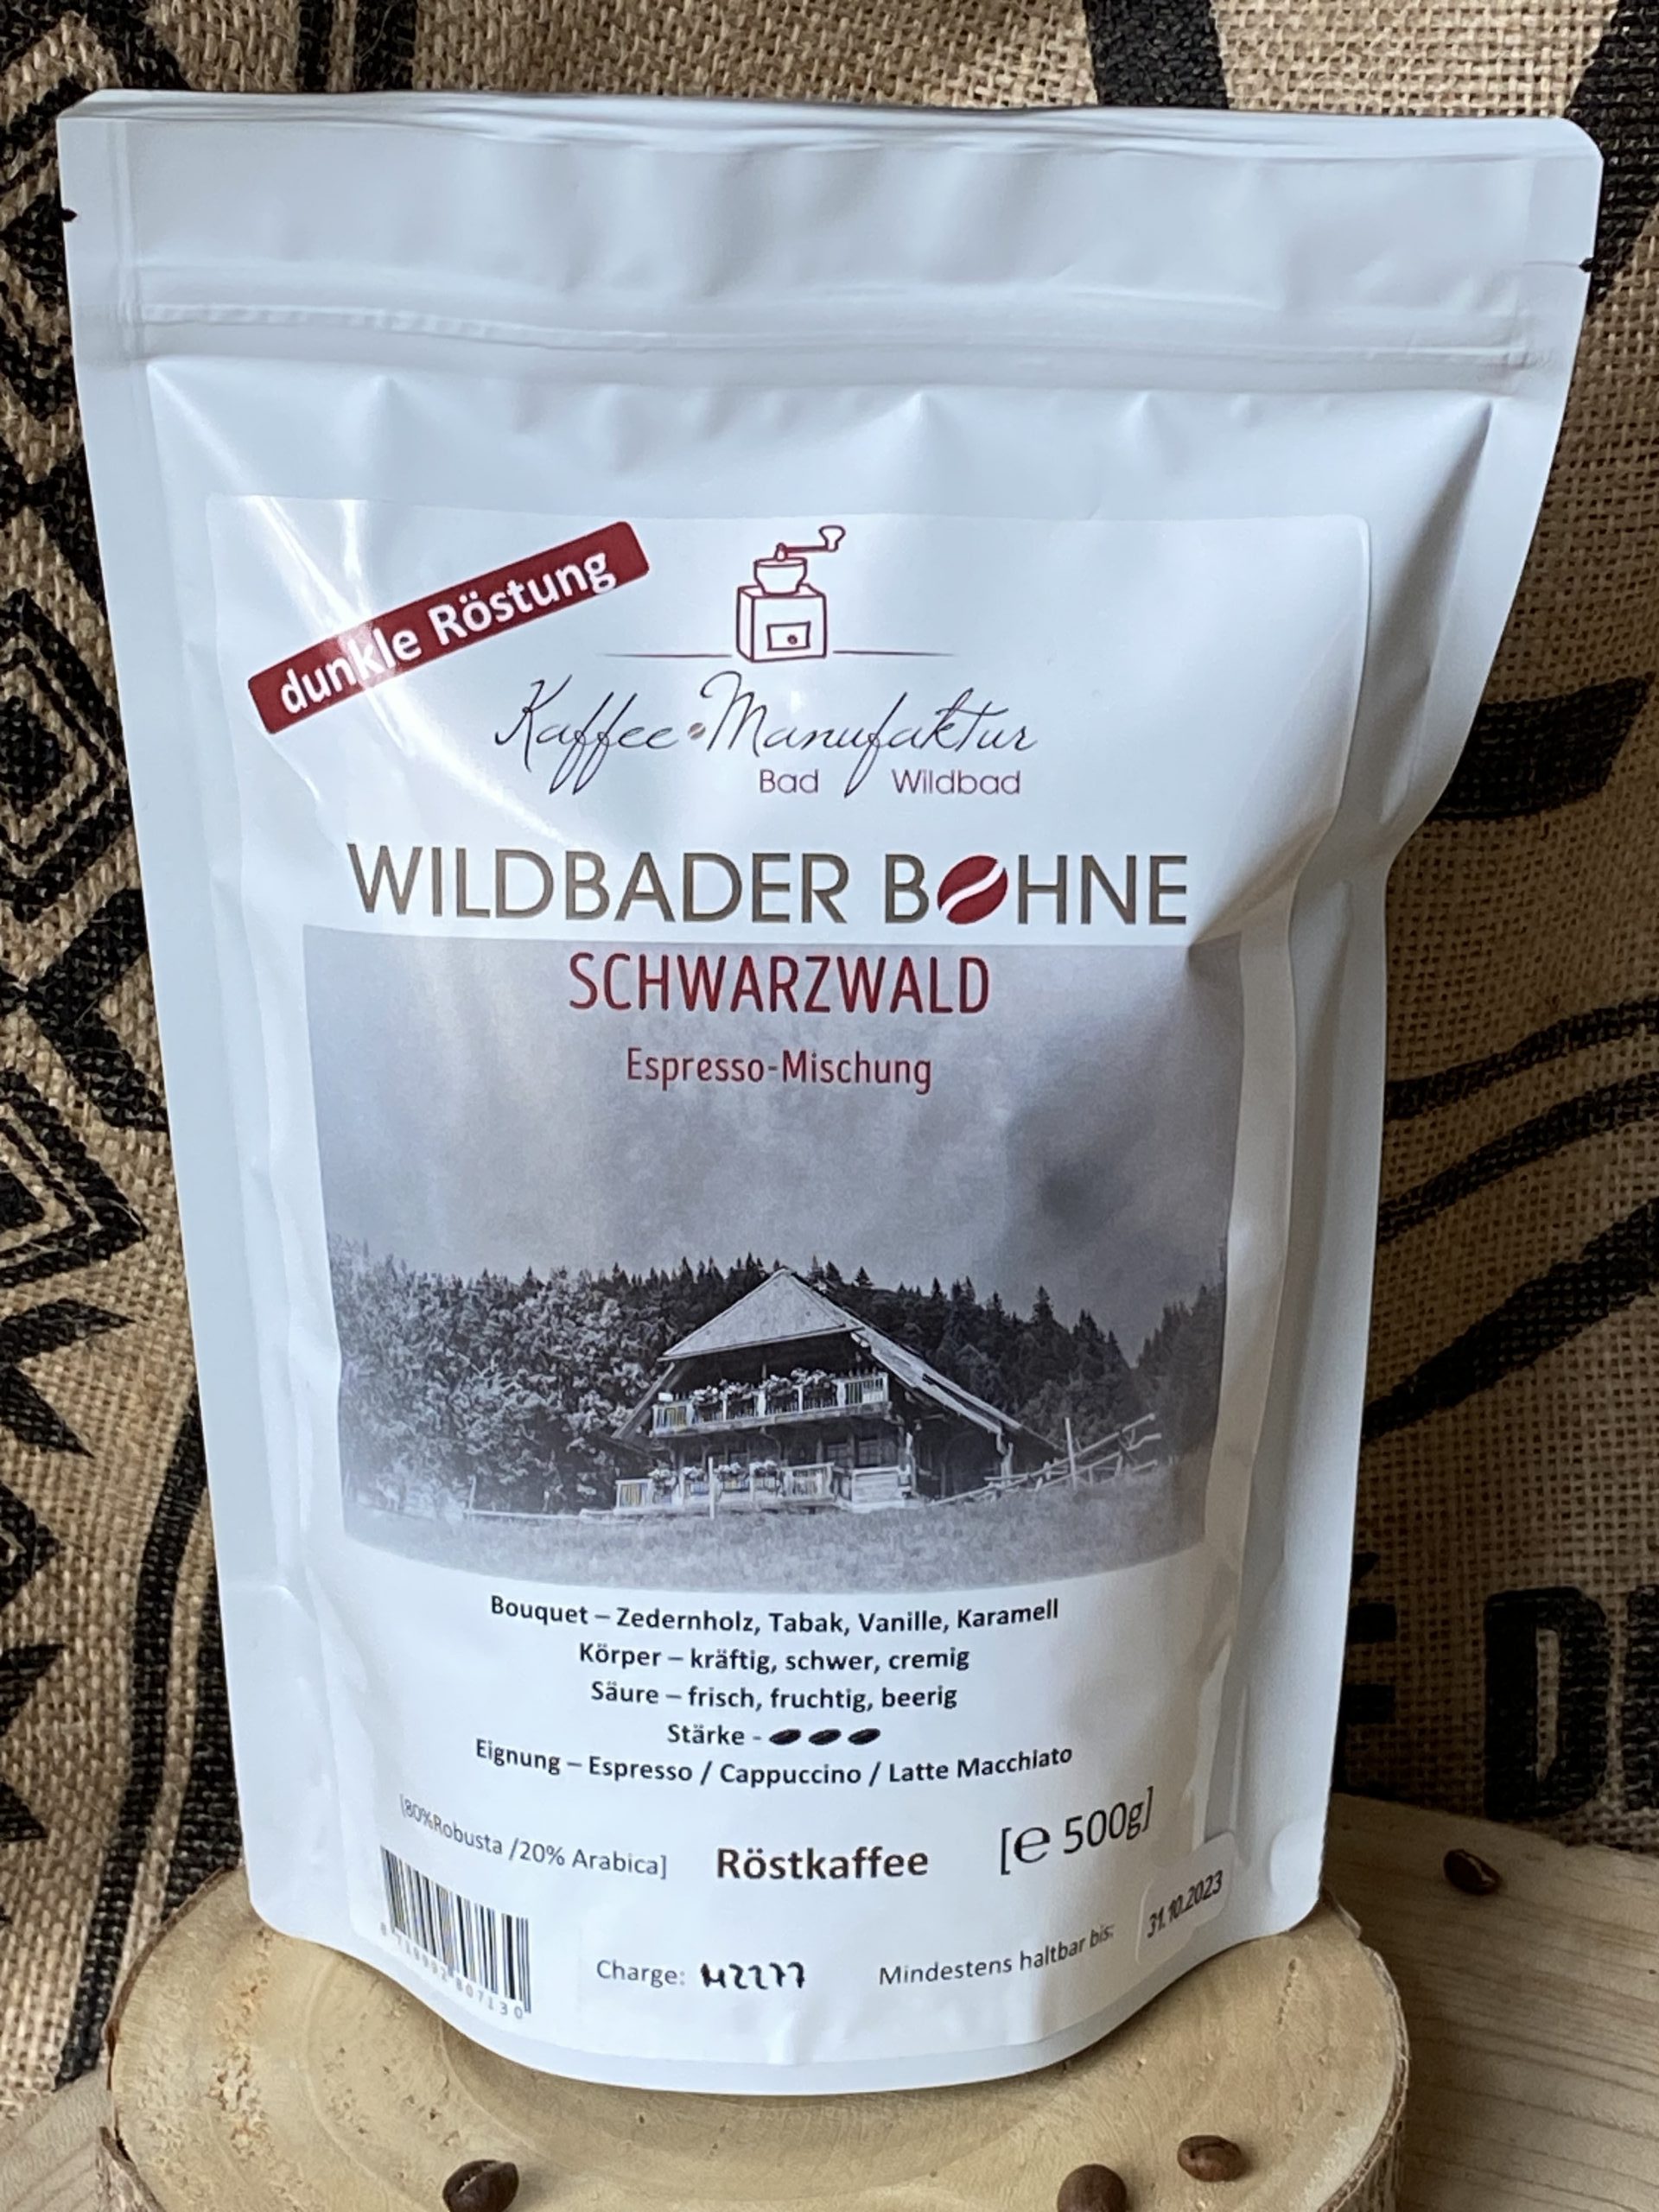 dunkle Röstung
Kaffee Manufaktur
Bad Wildbad
WILDBADER BOHNE
SCHWARZWALD
Espresso-Mischung
Bouquet – Zedernholz, Tabak, Vanille, Karamell
Körper – kräftig, schwer, cremig
Säure – frisch, fruchtig, beerig
Stärke -
Eignung – Espresso / Cappuccino / Latte Macchiato
[80%Robusta /20% Arabica]
Röstkaffee
[℮ 500g]
Charge:
Mindestens haltbar bis:
31.10.2023